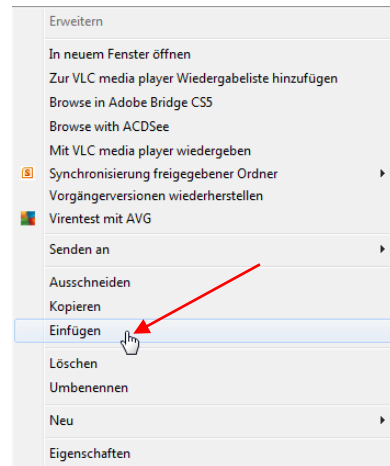 Erweitern
In neuem Fenster öffnen
Zur VLC media player Wiedergabeliste hinzufügen
Browse in Adobe Bridge CS5
Browse with ACDSee
Mit VLC media player wiedergeben
Synchronisierung freigegebener Ordner
Vorgängerversionen wiederherstellen
Virentest mit AVG
Senden an
Ausschneiden
Kopieren
Einfügen
Löschen
Umbenennen
Neu
Eigenschaften